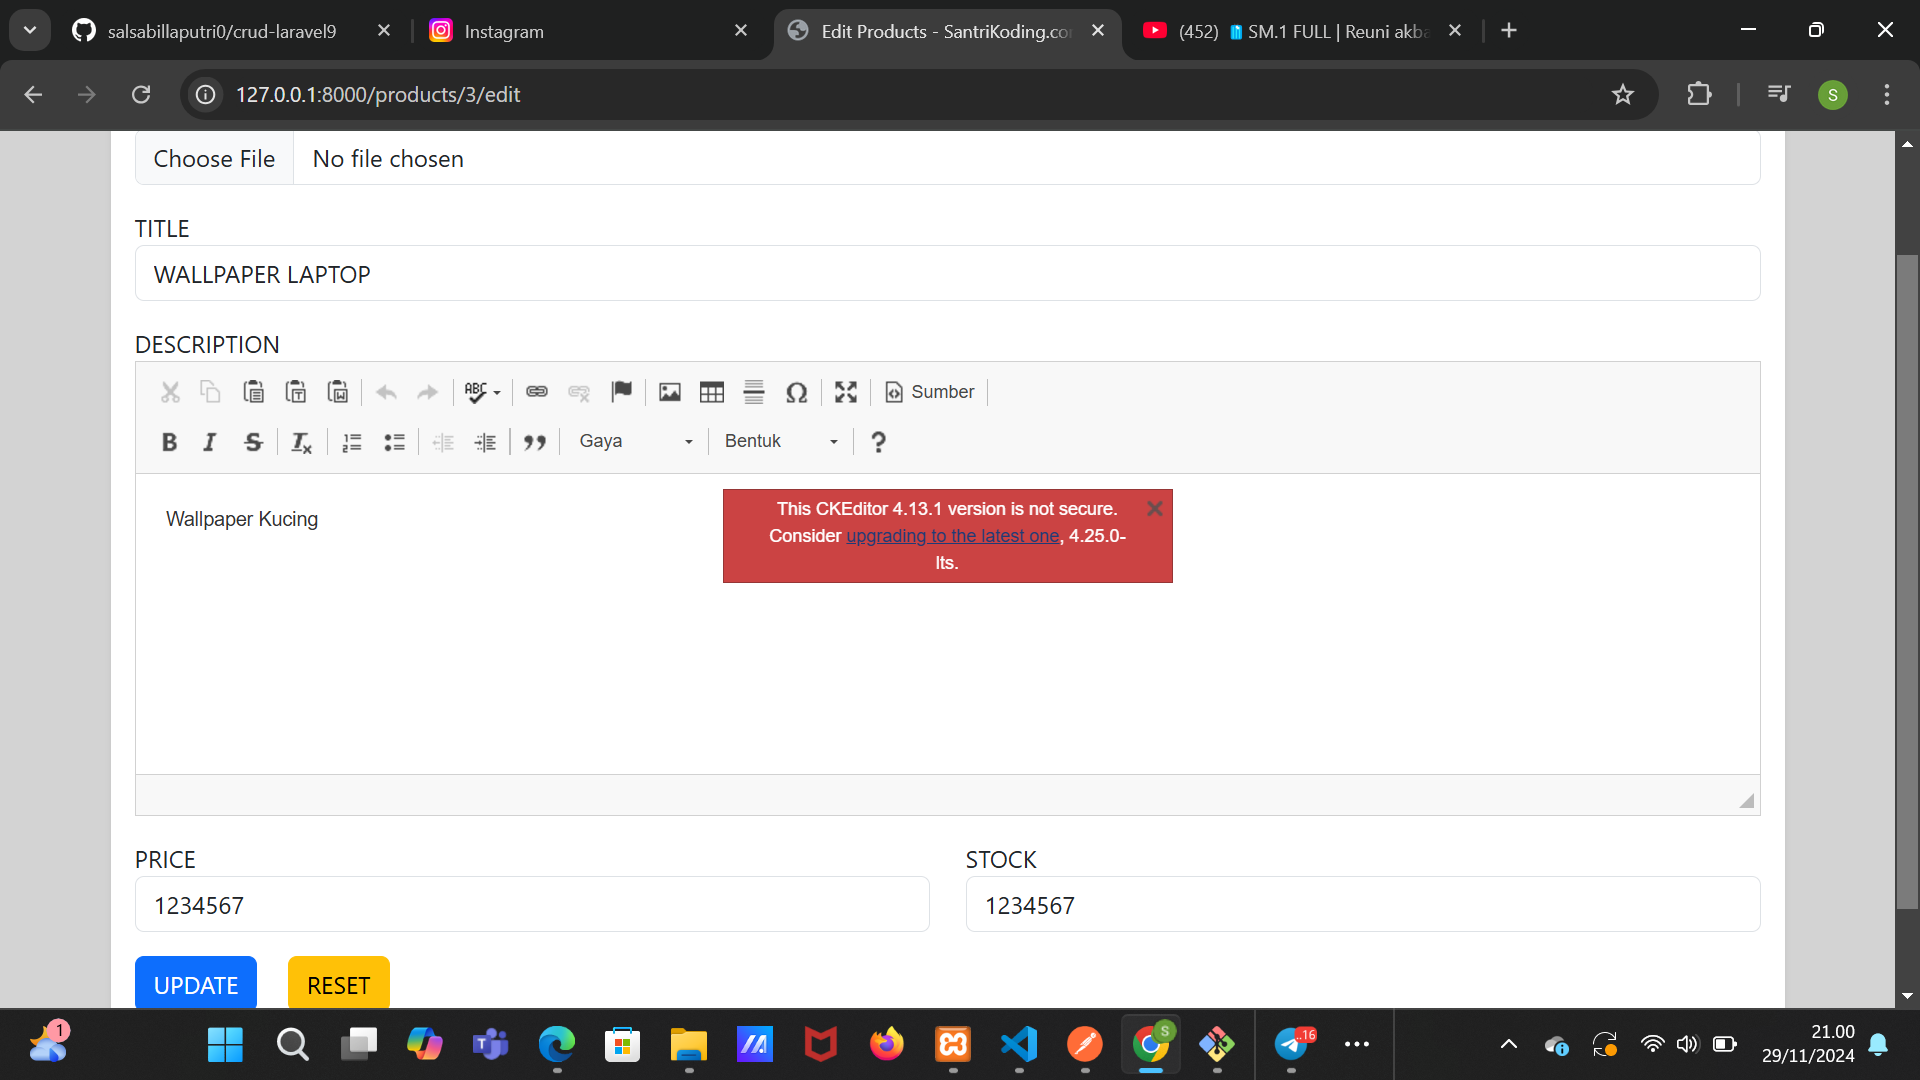 salsabillaputri0/crud-laravel9
Instagram
Edit Products - SantriKoding.co
(452) SM.1 FULL | Reuni akba
127.0.0.1:8000/products/3/edit
S
Choose File No file chosen
TITLE
WALLPAPER LAPTOP
DESCRIPTION
ABC
Sumber
B I S Tx
Gaya
Bentuk
?
Wallpaper Kucing
This CKEditor 4.13.1 version is not secure.
Consider upgrading to the latest one, 4.25.0-
lts.
PRICE
STOCK
1234567
1234567
UPDATE
RESET
1
S
16
21.00
29/11/2024